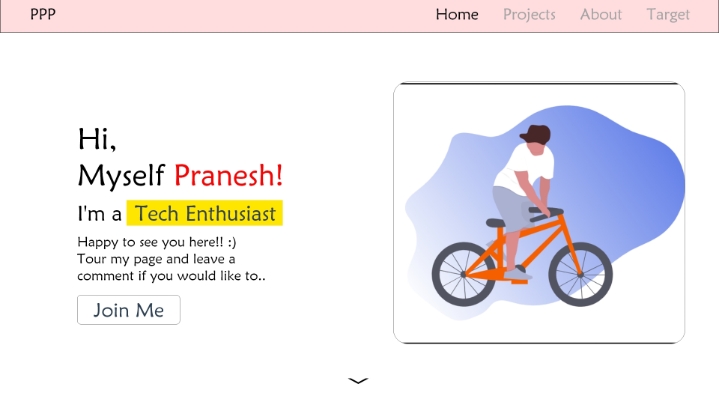 PPP
Home Projects About Target
Hi,
Myself Pranesh!
I'm a Tech Enthusiast
Happy to see you here!! :)
Tour my page and leave a
comment if you would like to..
Join Me